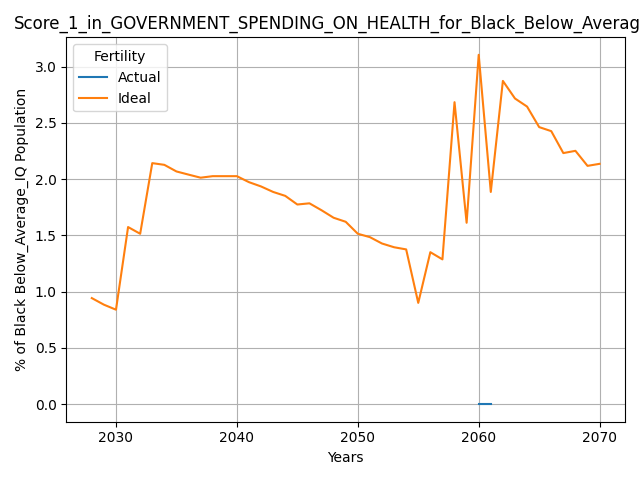 Score_1_in_GOVERNMENT_SPENDING_ON_HEALTH_for_Black_Below_Averag
Fertility
Actual
Ideal
% of Black Below_Average_IQ Population
3.0
2.5
2.0
1.5
1.0
0.5
0.0
2030 2040 2050 2060 2070
Years